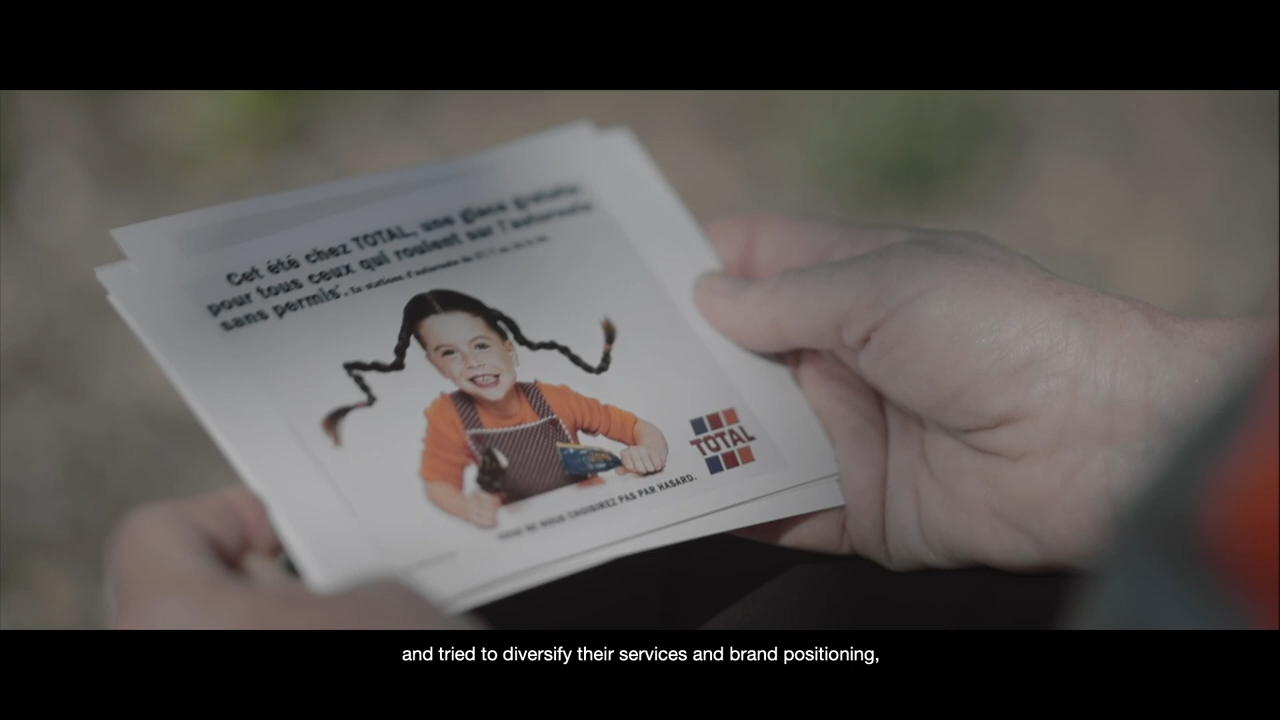 Cet été chez TOTAL, une glace gratuite
pour tous ceux qui roulent sur l'autoroute
sans permis*.
TOTAL
VOUS NE NOUS CHOISIREZ PAS PAR HASARD.
and tried to diversify their services and brand positioning,